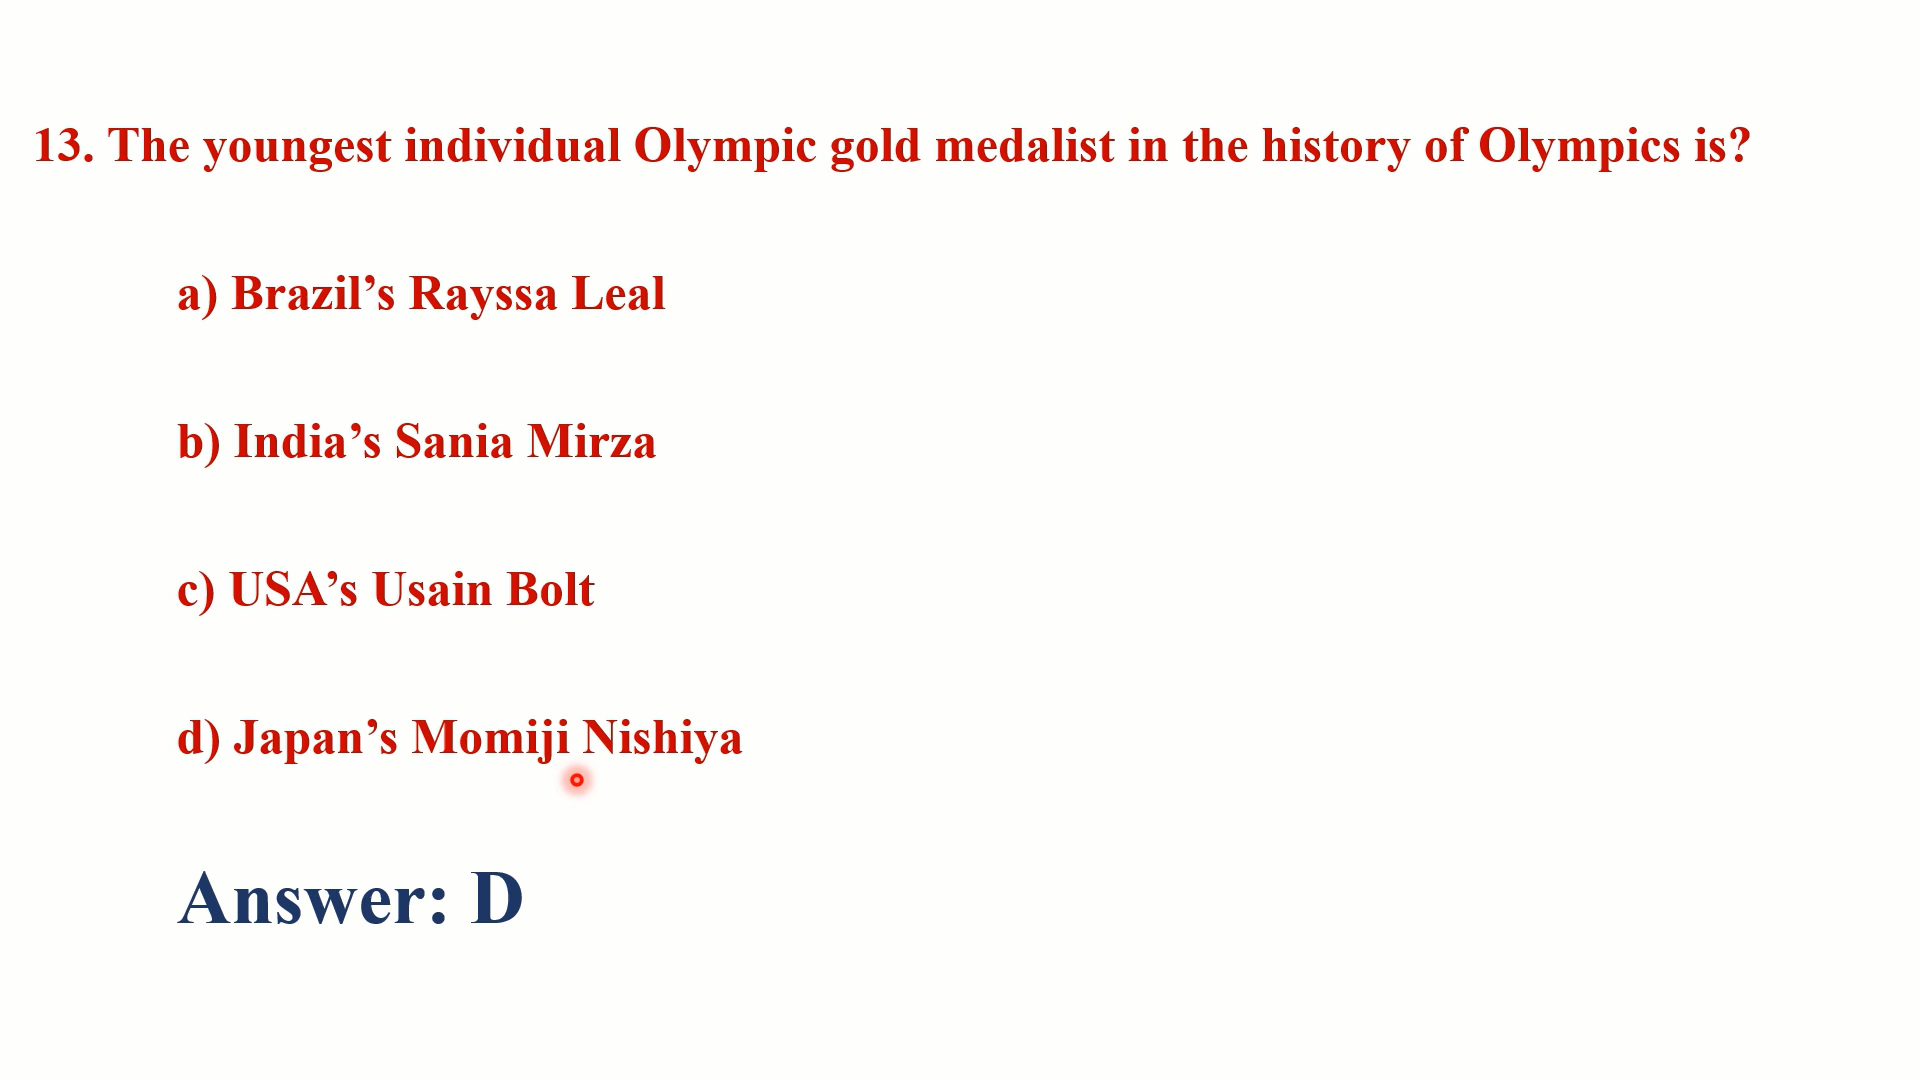 13. The youngest individual Olympic gold medalist in the history of Olympics is?
a) Brazil’s Rayssa Leal
b) India’s Sania Mirza
c) USA’s Usain Bolt
d) Japan’s Momiji Nishiya
Answer: D